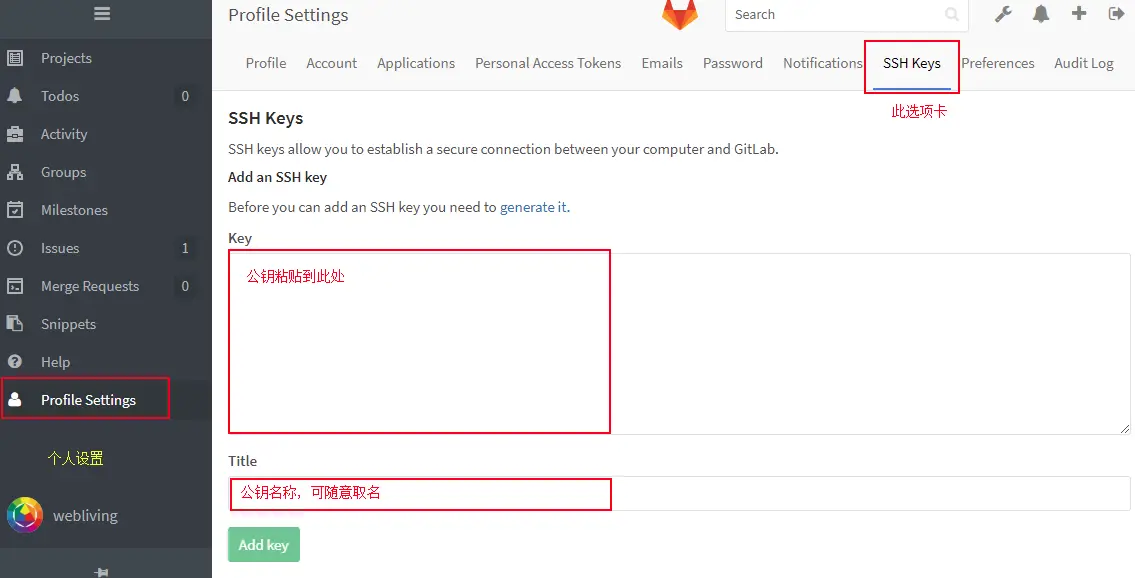 Profile Settings
Search
Projects
Todos 0
Activity
Groups
Milestones
Issues 1
Merge Requests 0
Snippets
Help
Profile Settings
个人设置
webliving
Profile Account Applications Personal Access Tokens Emails Password Notifications SSH Keys Preferences Audit Log
此选项卡
SSH Keys
SSH keys allow you to establish a secure connection between your computer and GitLab.
Add an SSH key
Before you can add an SSH key you need to generate it.
Key
公钥粘贴到此处
Title
公钥名称，可随意取名
Add key